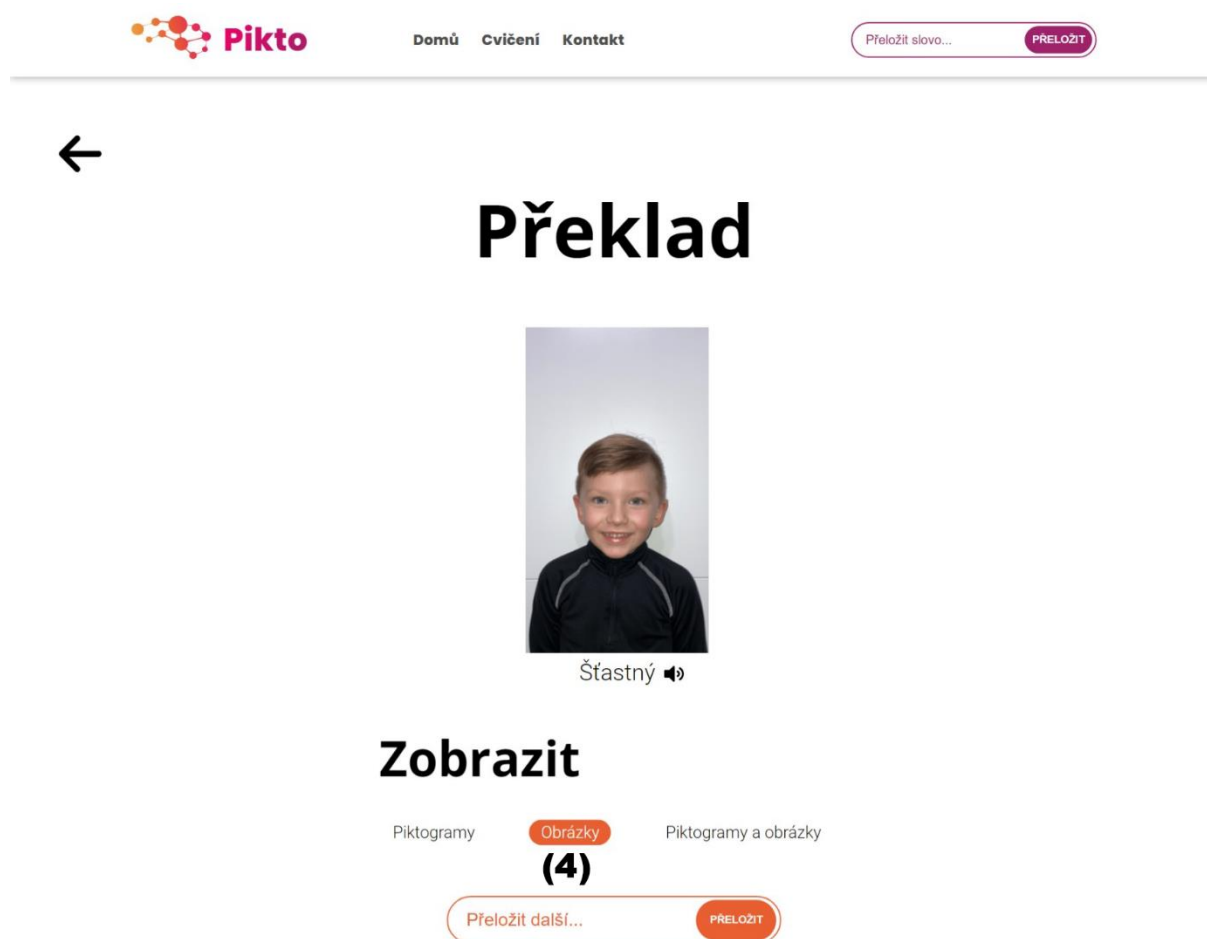 Pikto
Domů Cvičení Kontakt
Přeložit slovo... PŘELOŽIT
Překlad
Šťastný
Zobrazit
Piktogramy Obrázky Piktogramy a obrázky
(4)
Přeložit další... PŘELOŽIT